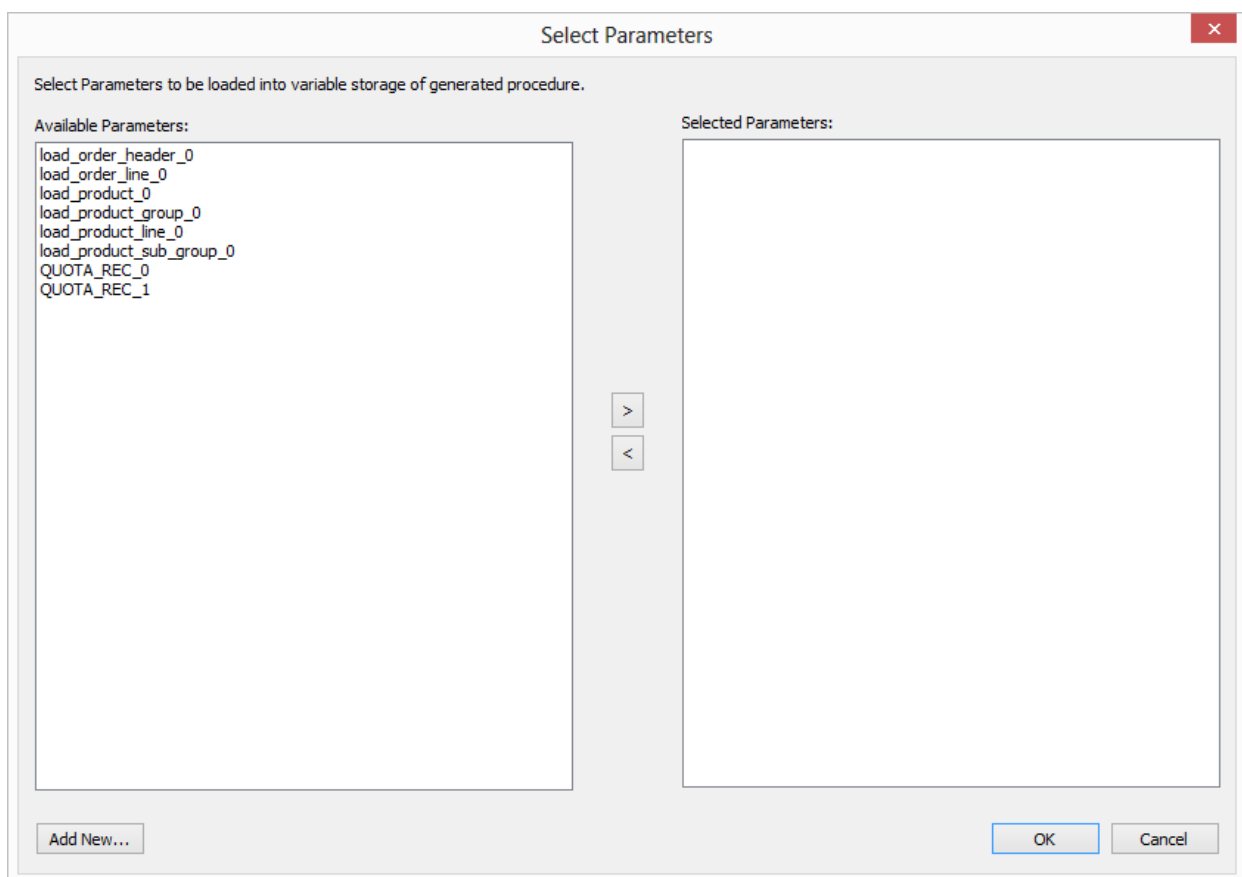 Select Parameters
×
Select Parameters to be loaded into variable storage of generated procedure.
Available Parameters:
Selected Parameters:
load_order_header_0
load_order_line_0
load_product_0
load_product_group_0
load_product_line_0
load_product_sub_group_0
QUOTA_REC_0
QUOTA_REC_1
>
<
Add New...
OK
Cancel